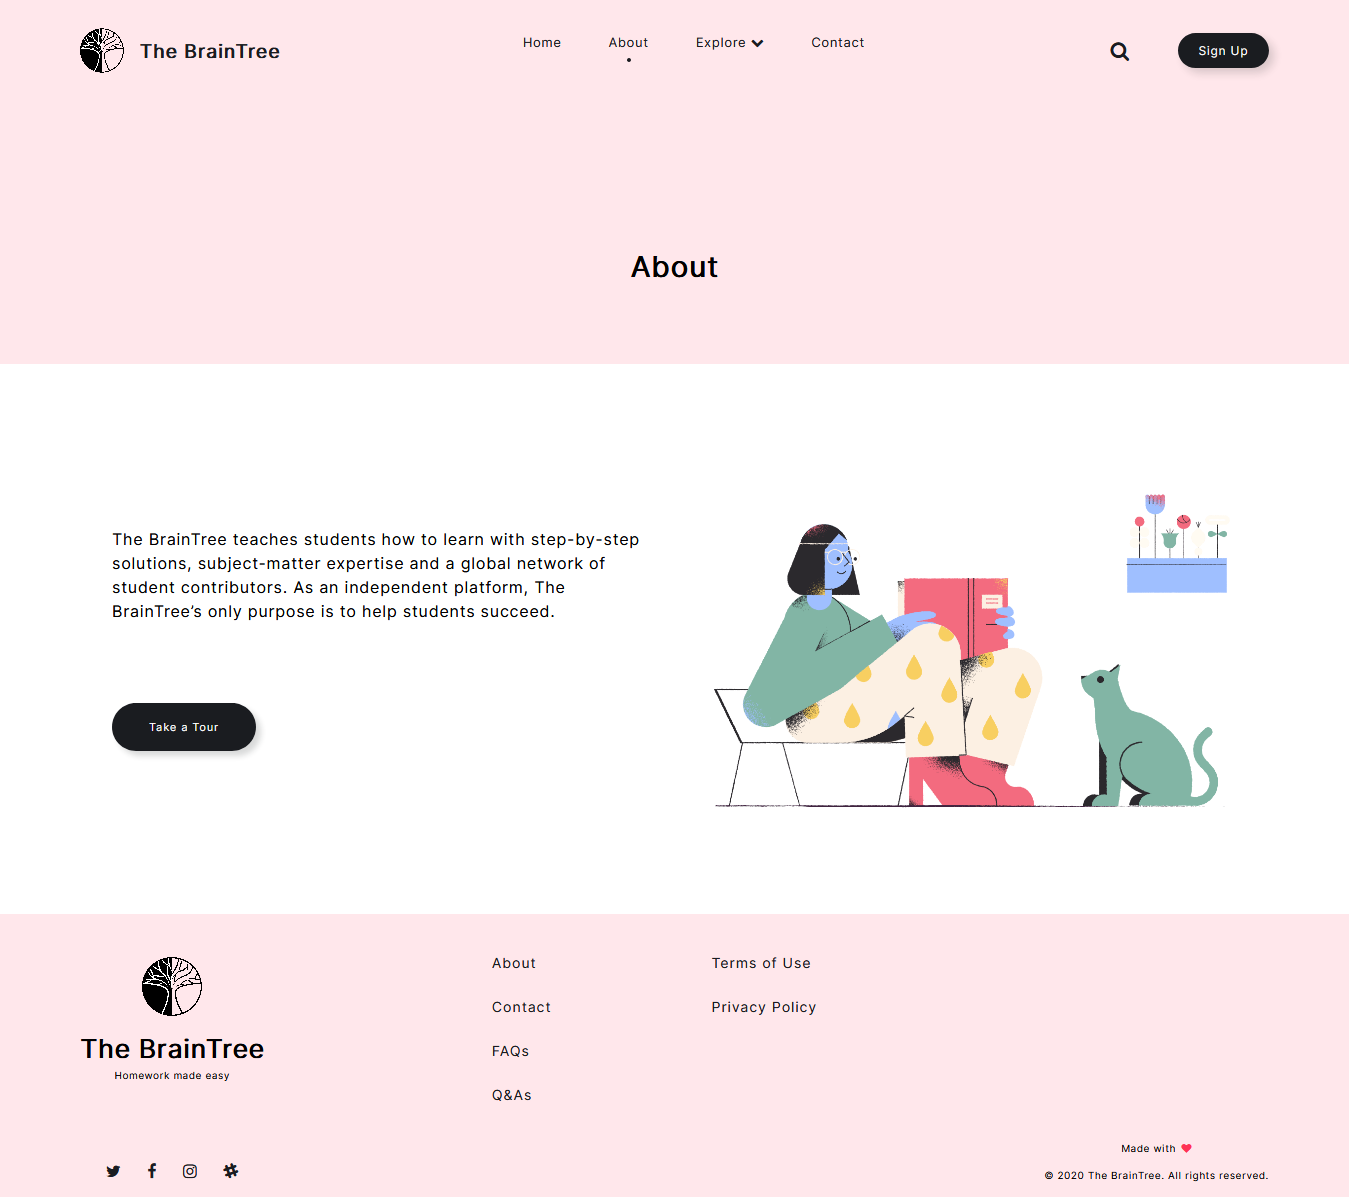 The BrainTree
Home
About
Explore
Contact
Sign Up
About
The BrainTree teaches students how to learn with step-by-step
solutions, subject-matter expertise and a global network of
student contributors. As an independent platform, The
BrainTree’s only purpose is to help students succeed.
Take a Tour
The BrainTree
Homework made easy
About
Contact
FAQs
Q&As
Terms of Use
Privacy Policy
Made with
© 2020 The BrainTree. All rights reserved.